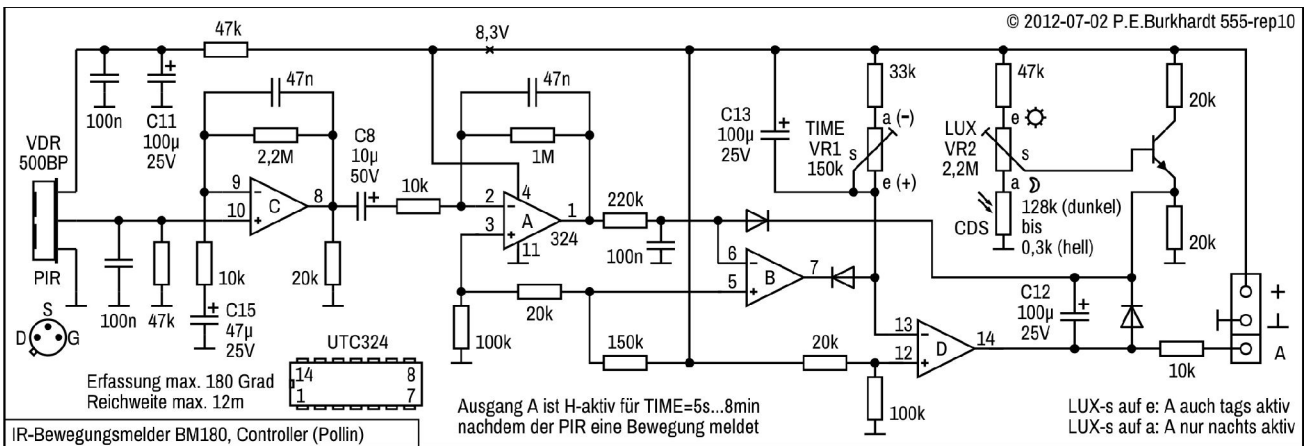 © 2012-07-02 P.E.Burkhardt 555-rep10
47k
8,3V
100n
C11
100µ
25V
VDR
500BP
PIR
47n
2,2M
C8
10µ
50V
9
10
C
8
10k
47n
1M
2
3
4
A
1
11
324
220k
100n
C13
100µ
25V
TIME
VR1
150k
33k
a (-)
s
e (+)
47k
LUX
VR2
2,2M
e
s
a
CDS
128k (dunkel)
bis
0,3k (hell)
20k
20k
6
5
B
7
100n
47k
10k
C15
47µ
25V
20k
20k
100k
150k
20k
100k
13
12
D
14
C12
100µ
25V
10k
+
⊥
A
S
D
G
UTC324
14
8
1
7
Erfassung max. 180 Grad
Reichweite max. 12m
Ausgang A ist H-aktiv für TIME=5s...8min
nachdem der PIR eine Bewegung meldet
LUX-s auf e: A auch tags aktiv
LUX-s auf a: A nur nachts aktiv
IR-Bewegungsmelder BM180, Controller (Pollin)